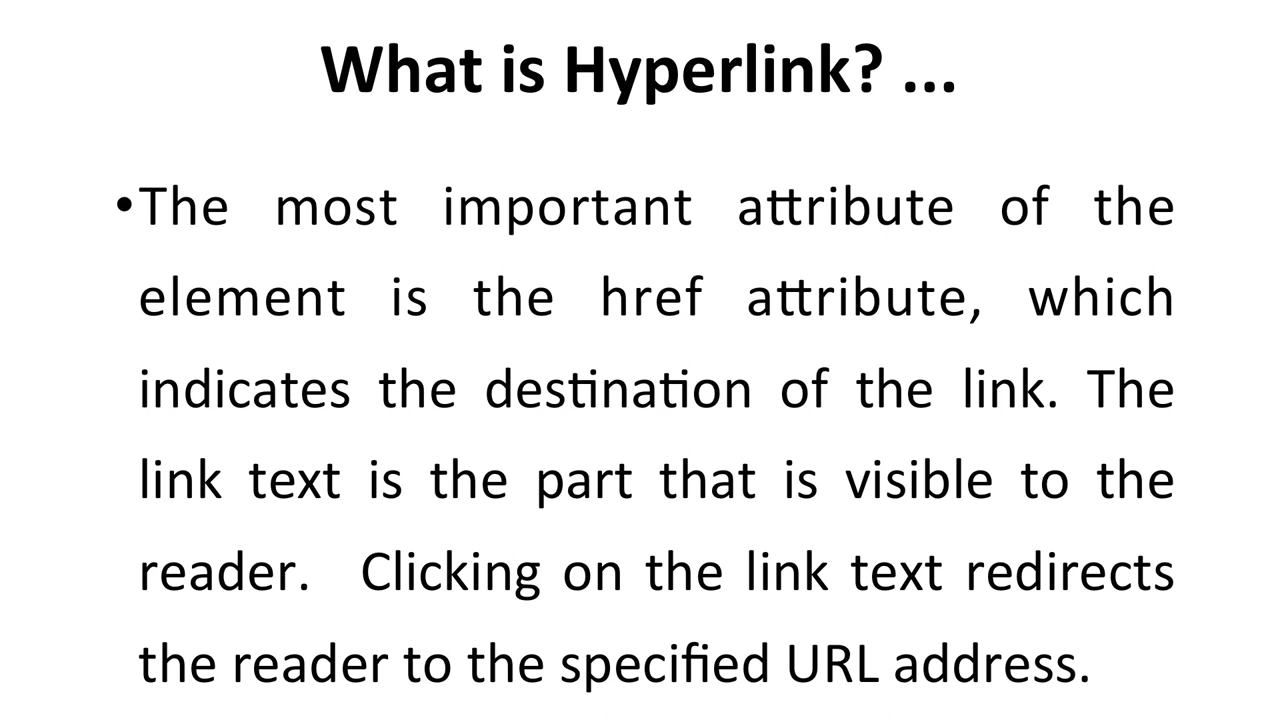 What is Hyperlink? ...
•The most important attribute of the
element is the href attribute, which
indicates the destination of the link. The
link text is the part that is visible to the
reader.  Clicking on the link text redirects
the reader to the specified URL address.